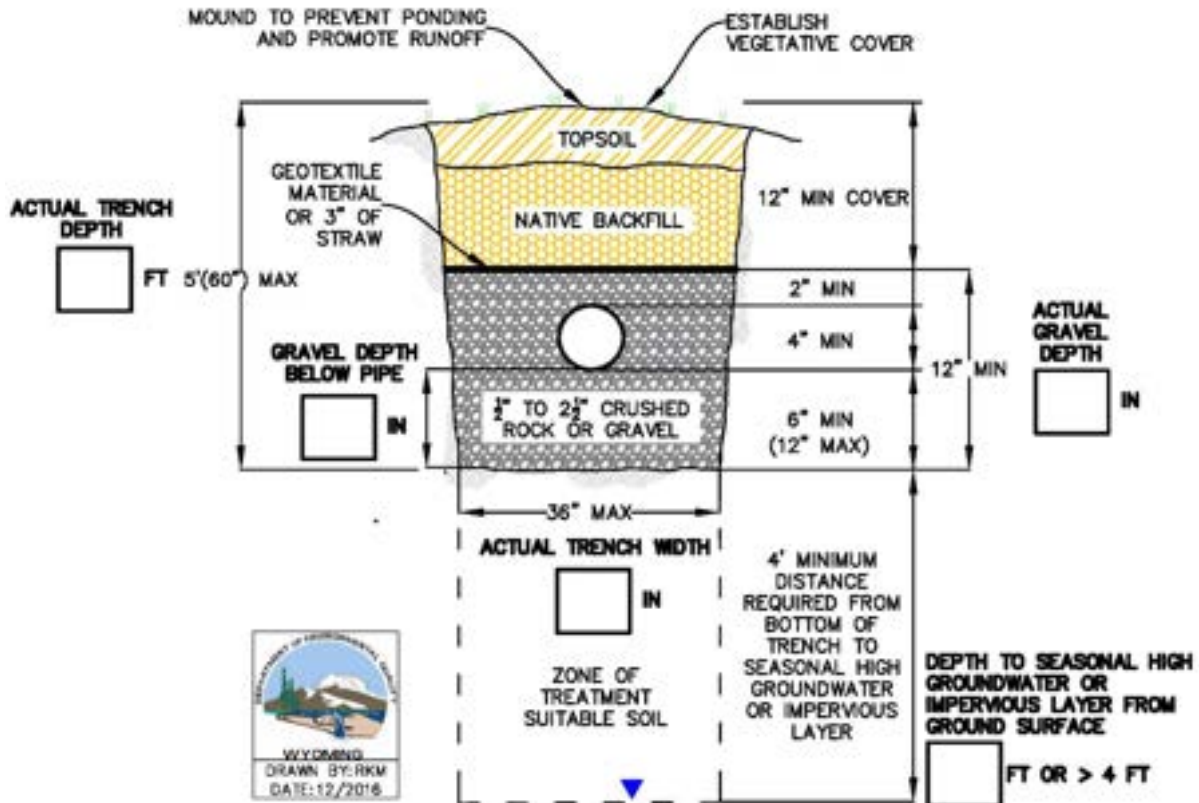 MOUND TO PREVENT PONDING
AND PROMOTE RUNOFF
ESTABLISH
VEGETATIVE COVER
TOPSOIL
GEOTEXTILE
MATERIAL
OR 3" OF
STRAW
NATIVE BACKFILL
12" MIN COVER
ACTUAL TRENCH
DEPTH
FT 5'(60") MAX
2" MIN
4" MIN
12" MIN
ACTUAL
GRAVEL
DEPTH
IN
GRAVEL DEPTH
BELOW PIPE
IN
½" TO 2½" CRUSHED
ROCK OR GRAVEL
6" MIN
(12" MAX)
36" MAX
ACTUAL TRENCH WIDTH
IN
4' MINIMUM
DISTANCE
REQUIRED FROM
BOTTOM OF
TRENCH TO
SEASONAL HIGH
GROUNDWATER
OR IMPERVIOUS
LAYER
ZONE OF
TREATMENT
SUITABLE SOIL
DEPTH TO SEASONAL HIGH
GROUNDWATER OR
IMPERVIOUS LAYER FROM
GROUND SURFACE
FT OR > 4 FT
DEPARTMENT OF ENVIRONMENTAL QUALITY
WYOMING
DRAWN BY: RKM
DATE: 12/2016